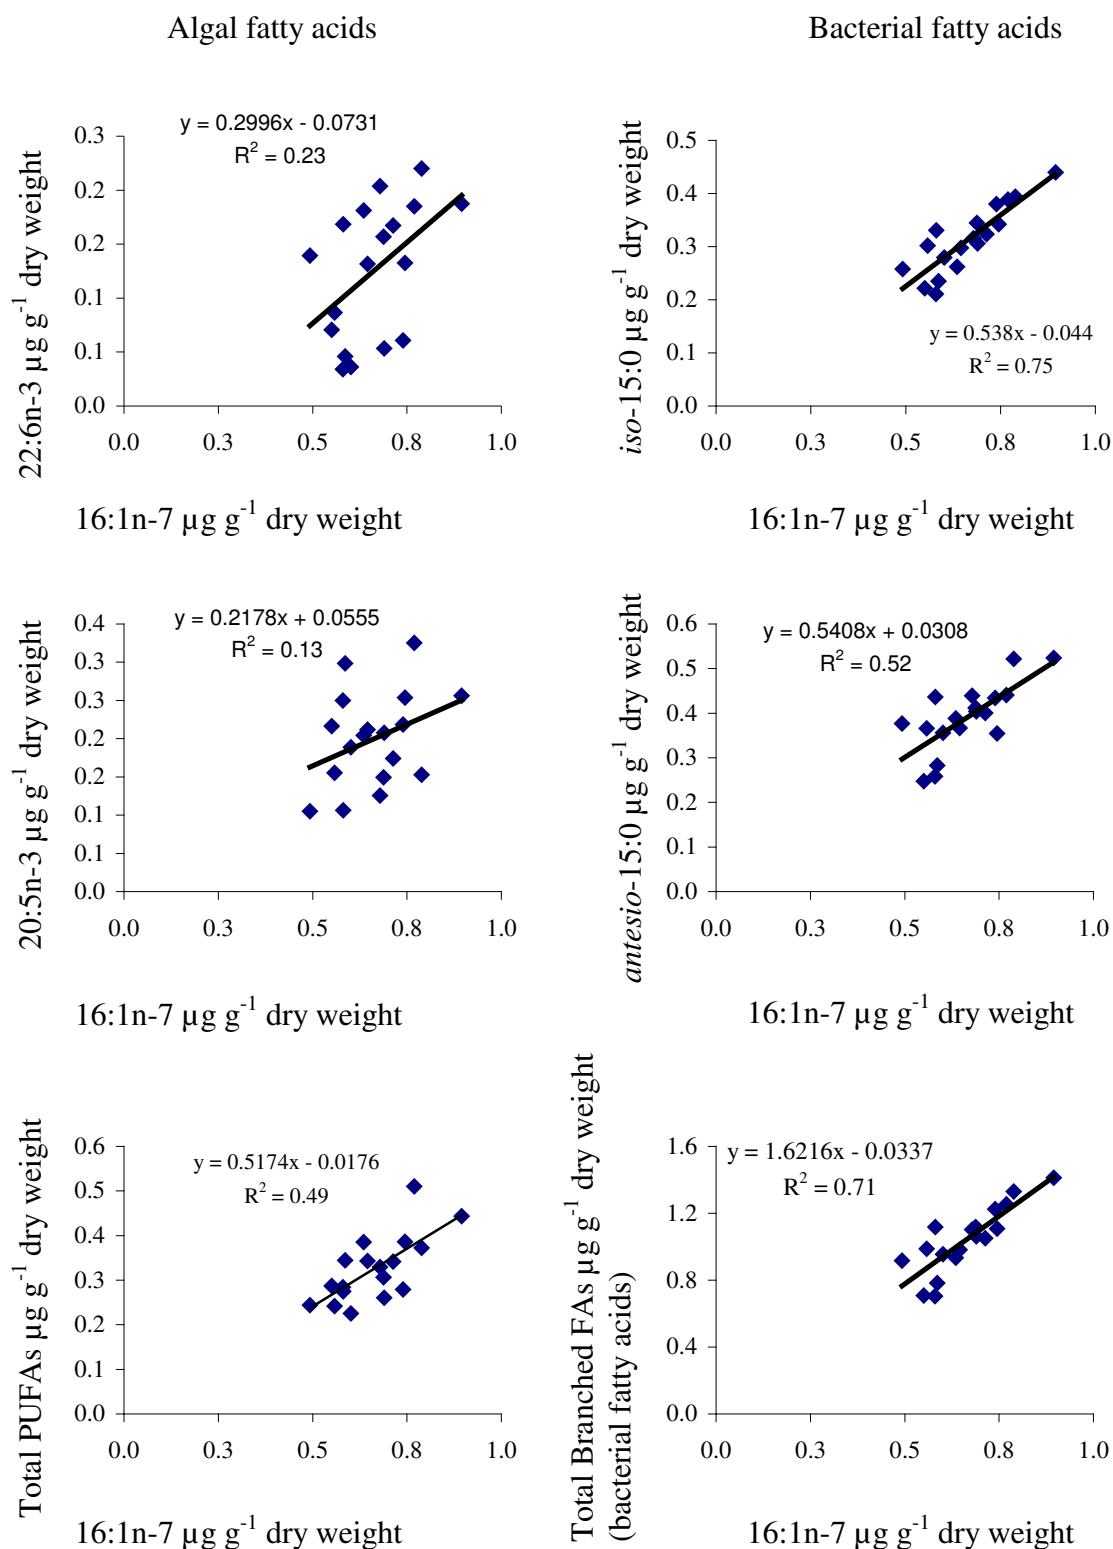 Algal fatty acids
Bacterial fatty acids
22:6n-3 µg g-1 dry weight
y = 0.2996x - 0.0731
R2 = 0.23
0.3
0.2
0.2
0.1
0.1
0.0
0.0 0.3 0.5 0.8 1.0
16:1n-7 µg g-1 dry weight
iso-15:0 µg g-1 dry weight
0.5
0.4
0.3
0.2
0.1
0.0
y = 0.538x - 0.044
R2 = 0.75
0.0 0.3 0.5 0.8 1.0
16:1n-7 µg g-1 dry weight
20:5n-3 µg g-1 dry weight
y = 0.2178x + 0.0555
R2 = 0.13
0.4
0.3
0.3
0.2
0.2
0.1
0.1
0.0
0.0 0.3 0.5 0.8 1.0
16:1n-7 µg g-1 dry weight
antesio-15:0 µg g-1 dry weight
y = 0.5408x + 0.0308
R2 = 0.52
0.6
0.5
0.4
0.3
0.2
0.1
0.0
0.0 0.3 0.5 0.8 1.0
16:1n-7 µg g-1 dry weight
Total PUFAs µg g-1 dry weight
y = 0.5174x - 0.0176
R2 = 0.49
0.6
0.5
0.4
0.3
0.2
0.1
0.0
0.0 0.3 0.5 0.8 1.0
16:1n-7 µg g-1 dry weight
Total Branched FAs µg g-1 dry weight
(bacterial fatty acids)
y = 1.6216x - 0.0337
R2 = 0.71
1.6
1.2
0.8
0.4
0.0
0.0 0.3 0.5 0.8 1.0
16:1n-7 µg g-1 dry weight